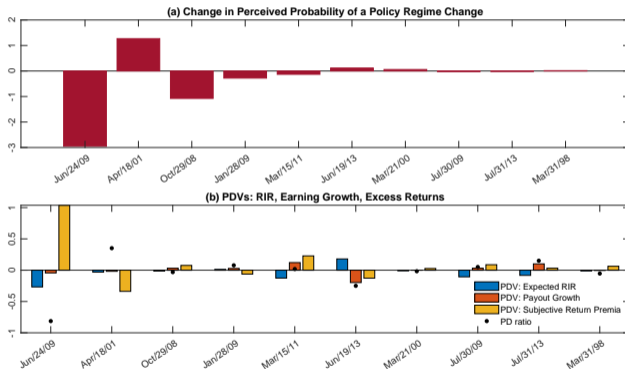 (a) Change in Perceived Probability of a Policy Regime Change
2
1
0
-1
-2
-3
Jun/24/09
Apr/18/01
Oct/29/08
Jan/28/09
Mar/15/11
Jun/19/13
Mar/21/00
Jul/30/09
Jul/31/13
Mar/31/98
(b) PDVs: RIR, Earning Growth, Excess Returns
1
0.5
0
-0.5
-1
PDV: Expected RIR
PDV: Payout Growth
PDV: Subjective Return Premia
PD ratio
Jun/24/09
Apr/18/01
Oct/29/08
Jan/28/09
Mar/15/11
Jun/19/13
Mar/21/00
Jul/30/09
Jul/31/13
Mar/31/98